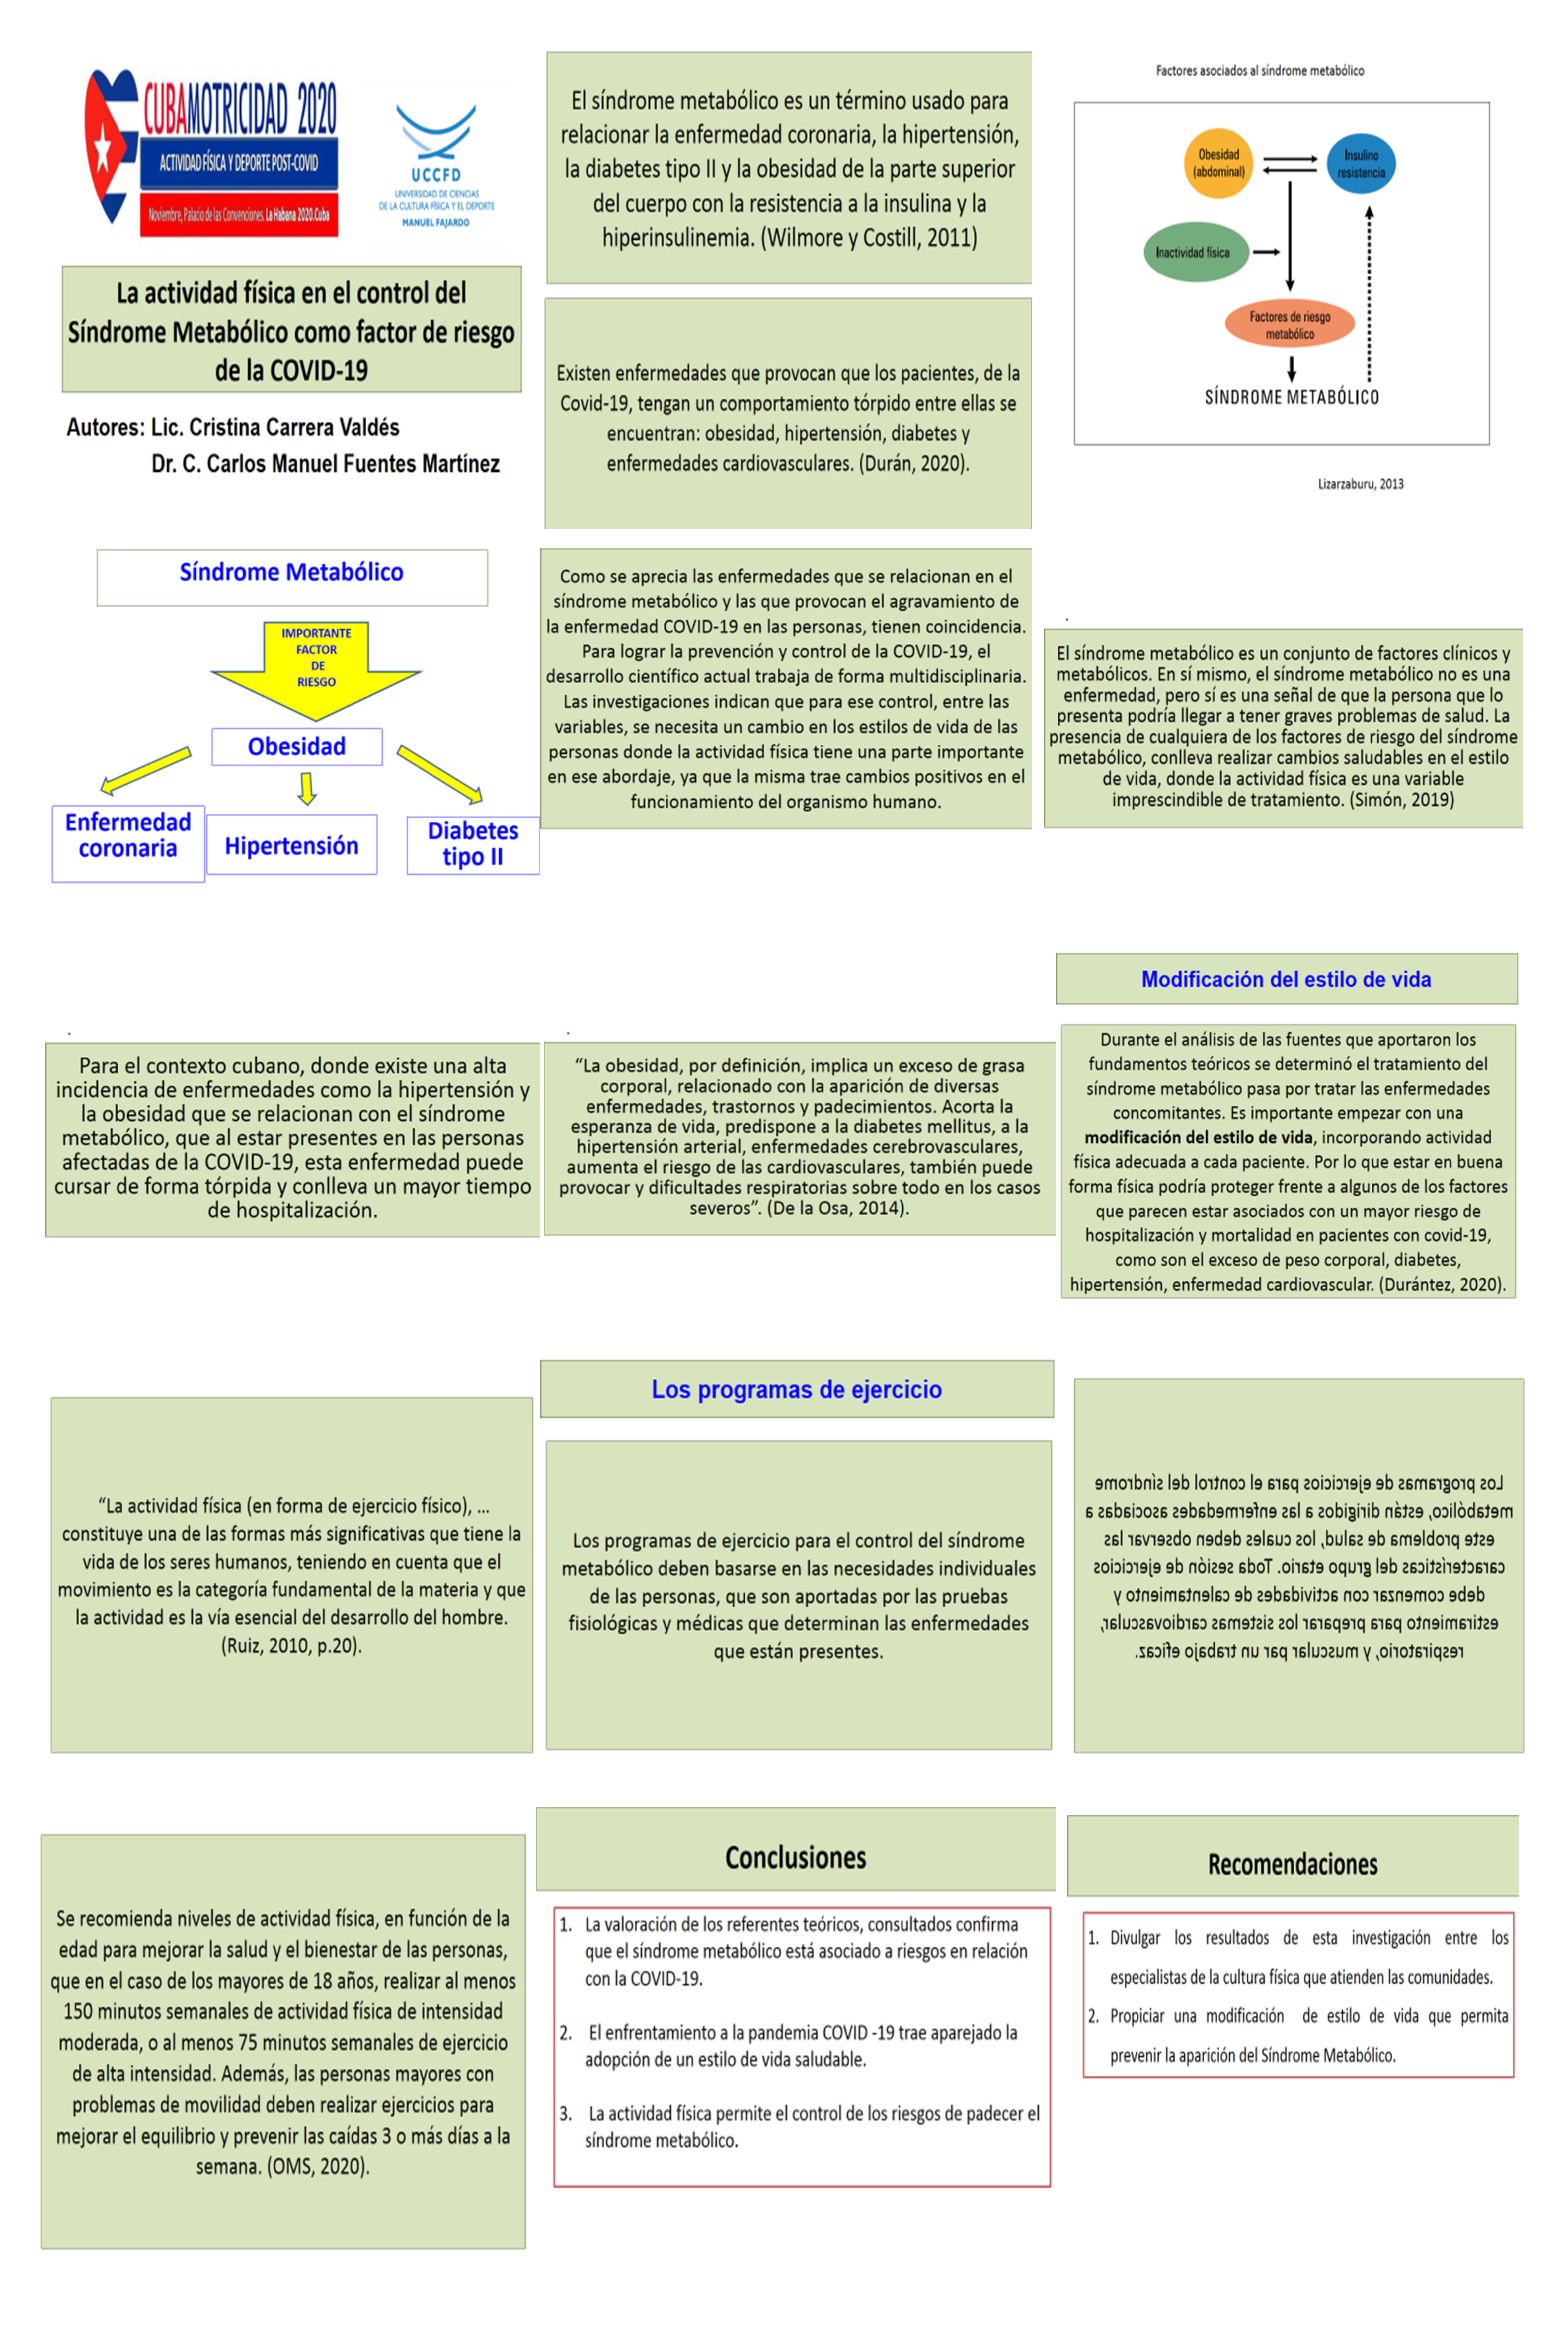 CUBAMOTRICIDAD 2020
ACTIVIDAD FÍSICA Y DEPORTE POST-COVID
Noviembre, Palacio de las Convenciones. La Habana 2020.Cuba
UCCFD
UNIVERSIDAD DE CIENCIAS
DE LA CULTURA FÍSICA Y EL DEPORTE
MANUEL FAJARDO
La actividad física en el control del
Síndrome Metabólico como factor de riesgo
de la COVID-19
Autores: Lic. Cristina Carrera Valdés
Dr. C. Carlos Manuel Fuentes Martínez
El síndrome metabólico es un término usado para
relacionar la enfermedad coronaria, la hipertensión,
la diabetes tipo II y la obesidad de la parte superior
del cuerpo con la resistencia a la insulina y la
hiperinsulinemia. (Wilmore y Costill, 2011)
Existen enfermedades que provocan que los pacientes, de la
Covid-19, tengan un comportamiento tórpido entre ellas se
encuentran: obesidad, hipertensión, diabetes y
enfermedades cardiovasculares. (Durán, 2020).
Factores asociados al síndrome metabólico
Obesidad
(abdominal)
Insulino
resistencia
Inactividad física
Factores de riesgo
metabólico
SÍNDROME METABÓLICO
Lizarzaburu, 2013
Síndrome Metabólico
IMPORTANTE
FACTOR
DE
RIESGO
Obesidad
Enfermedad
coronaria
Hipertensión
Diabetes
tipo II
Como se aprecia las enfermedades que se relacionan en el
síndrome metabólico y las que provocan el agravamiento de
la enfermedad COVID-19 en las personas, tienen coincidencia.
Para lograr la prevención y control de la COVID-19, el
desarrollo científico actual trabaja de forma multidisciplinaria.
Las investigaciones indican que para ese control, entre las
variables, se necesita un cambio en los estilos de vida de las
personas donde la actividad física tiene una parte importante
en ese abordaje, ya que la misma trae cambios positivos en el
funcionamiento del organismo humano.
.
El síndrome metabólico es un conjunto de factores clínicos y
metabólicos. En sí mismo, el síndrome metabólico no es una
enfermedad, pero sí es una señal de que la persona que lo
presenta podría llegar a tener graves problemas de salud. La
presencia de cualquiera de los factores de riesgo del síndrome
metabólico, conlleva realizar cambios saludables en el estilo
de vida, donde la actividad física es una variable
imprescindible de tratamiento. (Simón, 2019)
.
Para el contexto cubano, donde existe una alta
incidencia de enfermedades como la hipertensión y
la obesidad que se relacionan con el síndrome
metabólico, que al estar presentes en las personas
afectadas de la COVID-19, esta enfermedad puede
cursar de forma tórpida y conlleva un mayor tiempo
de hospitalización.
.
“La obesidad, por definición, implica un exceso de grasa
corporal, relacionado con la aparición de diversas
enfermedades, trastornos y padecimientos. Acorta la
esperanza de vida, predispone a la diabetes mellitus, a la
hipertensión arterial, enfermedades cerebrovasculares,
aumenta el riesgo de las cardiovasculares, también puede
provocar y dificultades respiratorias sobre todo en los casos
severos”. (De la Osa, 2014).
Modificación del estilo de vida
Durante el análisis de las fuentes que aportaron los
fundamentos teóricos se determinó el tratamiento del
síndrome metabólico pasa por tratar las enfermedades
concomitantes. Es importante empezar con una
modificación del estilo de vida, incorporando actividad
física adecuada a cada paciente. Por lo que estar en buena
forma física podría proteger frente a algunos de los factores
que parecen estar asociados con un mayor riesgo de
hospitalización y mortalidad en pacientes con covid-19,
como son el exceso de peso corporal, diabetes,
hipertensión, enfermedad cardiovascular. (Durántez, 2020).
“La actividad física (en forma de ejercicio físico), ...
constituye una de las formas más significativas que tiene la
vida de los seres humanos, teniendo en cuenta que el
movimiento es la categoría fundamental de la materia y que
la actividad es la vía esencial del desarrollo del hombre.
(Ruiz, 2010, p.20).
Los programas de ejercicio
Los programas de ejercicio para el control del síndrome
metabólico deben basarse en las necesidades individuales
de las personas, que son aportadas por las pruebas
fisiológicas y médicas que determinan las enfermedades
que están presentes.
Los programas de ejercicios para el control del síndrome
metabólico, están dirigidos a las enfermedades asociadas a
este problema de salud, los cuales deben observar las
características del grupo etario. Toda sesión de ejercicios
debe comenzar con actividades de calentamiento y
estiramiento para preparar los sistemas cardiovascular,
respiratorio, y muscular par un trabajo eficaz.
Se recomienda niveles de actividad física, en función de la
edad para mejorar la salud y el bienestar de las personas,
que en el caso de los mayores de 18 años, realizar al menos
150 minutos semanales de actividad física de intensidad
moderada, o al menos 75 minutos semanales de ejercicio
de alta intensidad. Además, las personas mayores con
problemas de movilidad deben realizar ejercicios para
mejorar el equilibrio y prevenir las caídas 3 o más días a la
semana. (OMS, 2020).
Conclusiones
1. La valoración de los referentes teóricos, consultados confirma
que el síndrome metabólico está asociado a riesgos en relación
con la COVID-19.
2. El enfrentamiento a la pandemia COVID -19 trae aparejado la
adopción de un estilo de vida saludable.
3. La actividad física permite el control de los riesgos de padecer el
síndrome metabólico.
Recomendaciones
1. Divulgar los resultados de esta investigación entre los
especialistas de la cultura física que atienden las comunidades.
2. Propiciar una modificación de estilo de vida que permita
prevenir la aparición del Síndrome Metabólico.